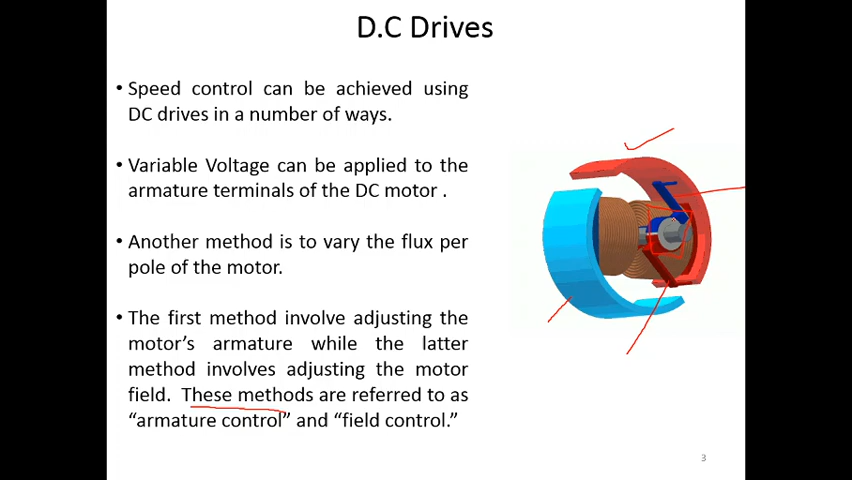 D.C Drives
• Speed control can be achieved using
DC drives in a number of ways.
• Variable Voltage can be applied to the
armature terminals of the DC motor .
• Another method is to vary the flux per
pole of the motor.
• The first method involve adjusting the
motor’s armature while the latter
method involves adjusting the motor
field. These methods are referred to as
“armature control” and “field control.”
3